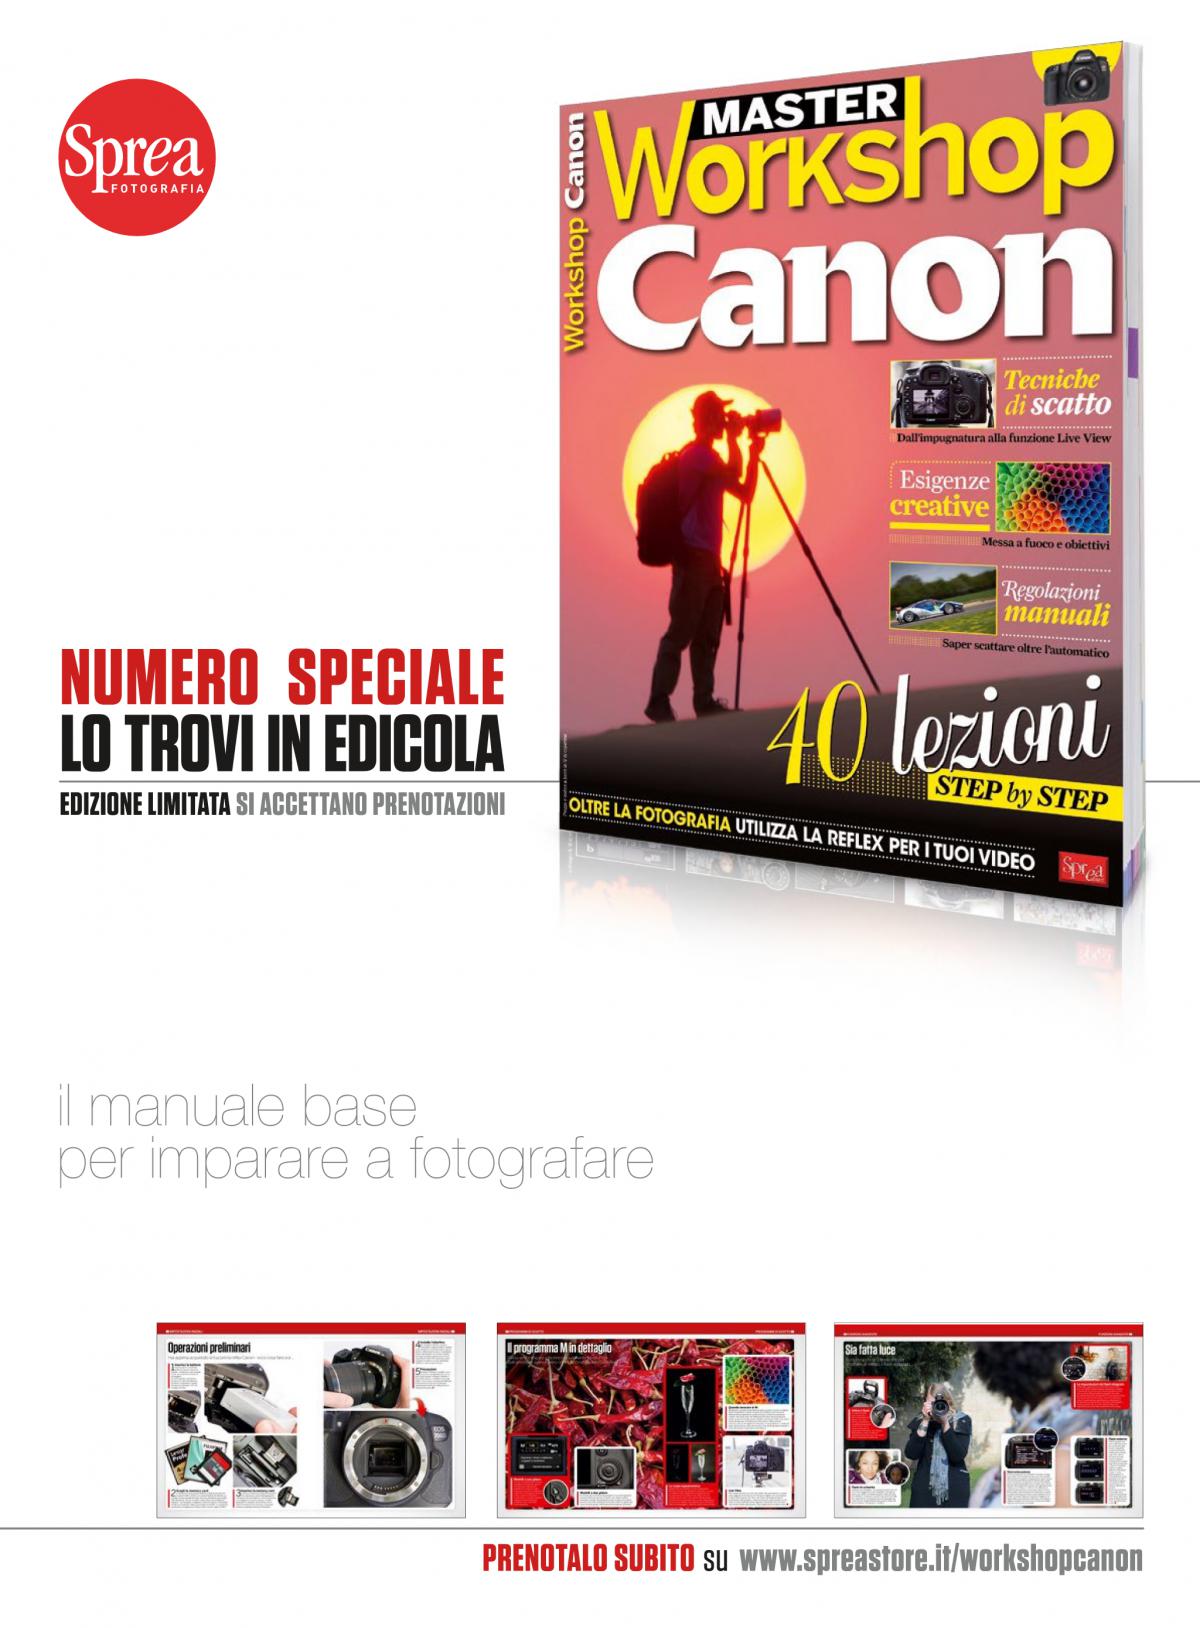 Sprea
FOTOGRAFIA
Workshop Canon
MASTER
Workshop
Canon
Tecniche
di scatto
Dall'impugnatura alla funzione Live View
Esigenze
creative
Messa a fuoco e obiettivi
Regolazioni
manuali
Saper scattare oltre l'automatico
40 lezioni
STEP by STEP
OLTRE LA FOTOGRAFIA UTILIZZA LA REFLEX PER I TUOI VIDEO
Sprea
NUMERO SPECIALE
LO TROVI IN EDICOLA
EDIZIONE LIMITATA SI ACCETTANO PRENOTAZIONI
il manuale base
per imparare a fotografare
Operazioni preliminari
Il programma M in dettaglio
Sia fatta luce
PRENOTALO SUBITO su www.spreastore.it/workshopcanon